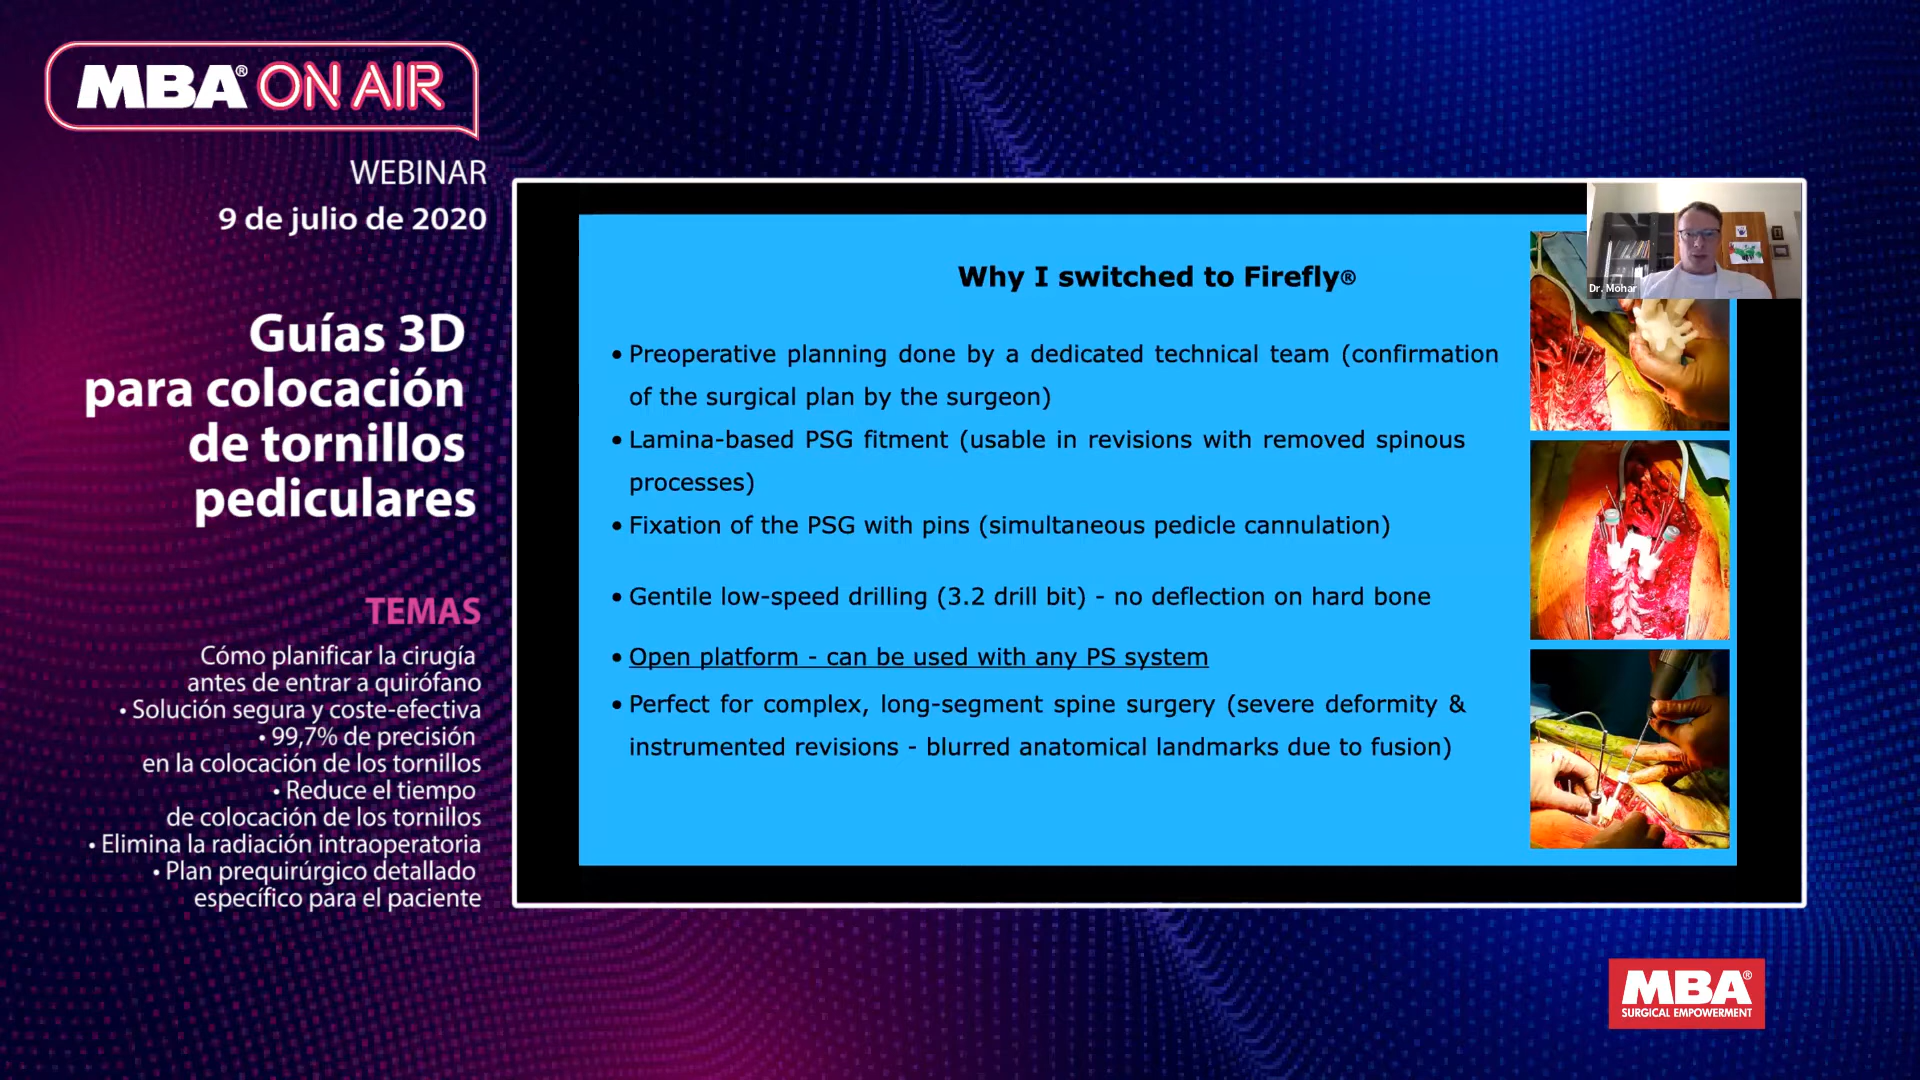 MBA® ON AIR
WEBINAR
9 de julio de 2020
Guías 3D
para colocación
de tornillos
pediculares
TEMAS
Cómo planificar la cirugía
antes de entrar a quirófano
• Solución segura y coste-efectiva
• 99,7% de precisión
en la colocación de los tornillos
• Reduce el tiempo
de colocación de los tornillos
• Elimina la radiación intraoperatoria
• Plan prequirúrgico detallado
específico para el paciente
Why I switched to Firefly®
• Preoperative planning done by a dedicated technical team (confirmation
of the surgical plan by the surgeon)
• Lamina-based PSG fitment (usable in revisions with removed spinous
processes)
• Fixation of the PSG with pins (simultaneous pedicle cannulation)
• Gentile low-speed drilling (3.2 drill bit) - no deflection on hard bone
• Open platform - can be used with any PS system
• Perfect for complex, long-segment spine surgery (severe deformity &
instrumented revisions - blurred anatomical landmarks due to fusion)
Dr. Mohar
MBA®
SURGICAL EMPOWERMENT